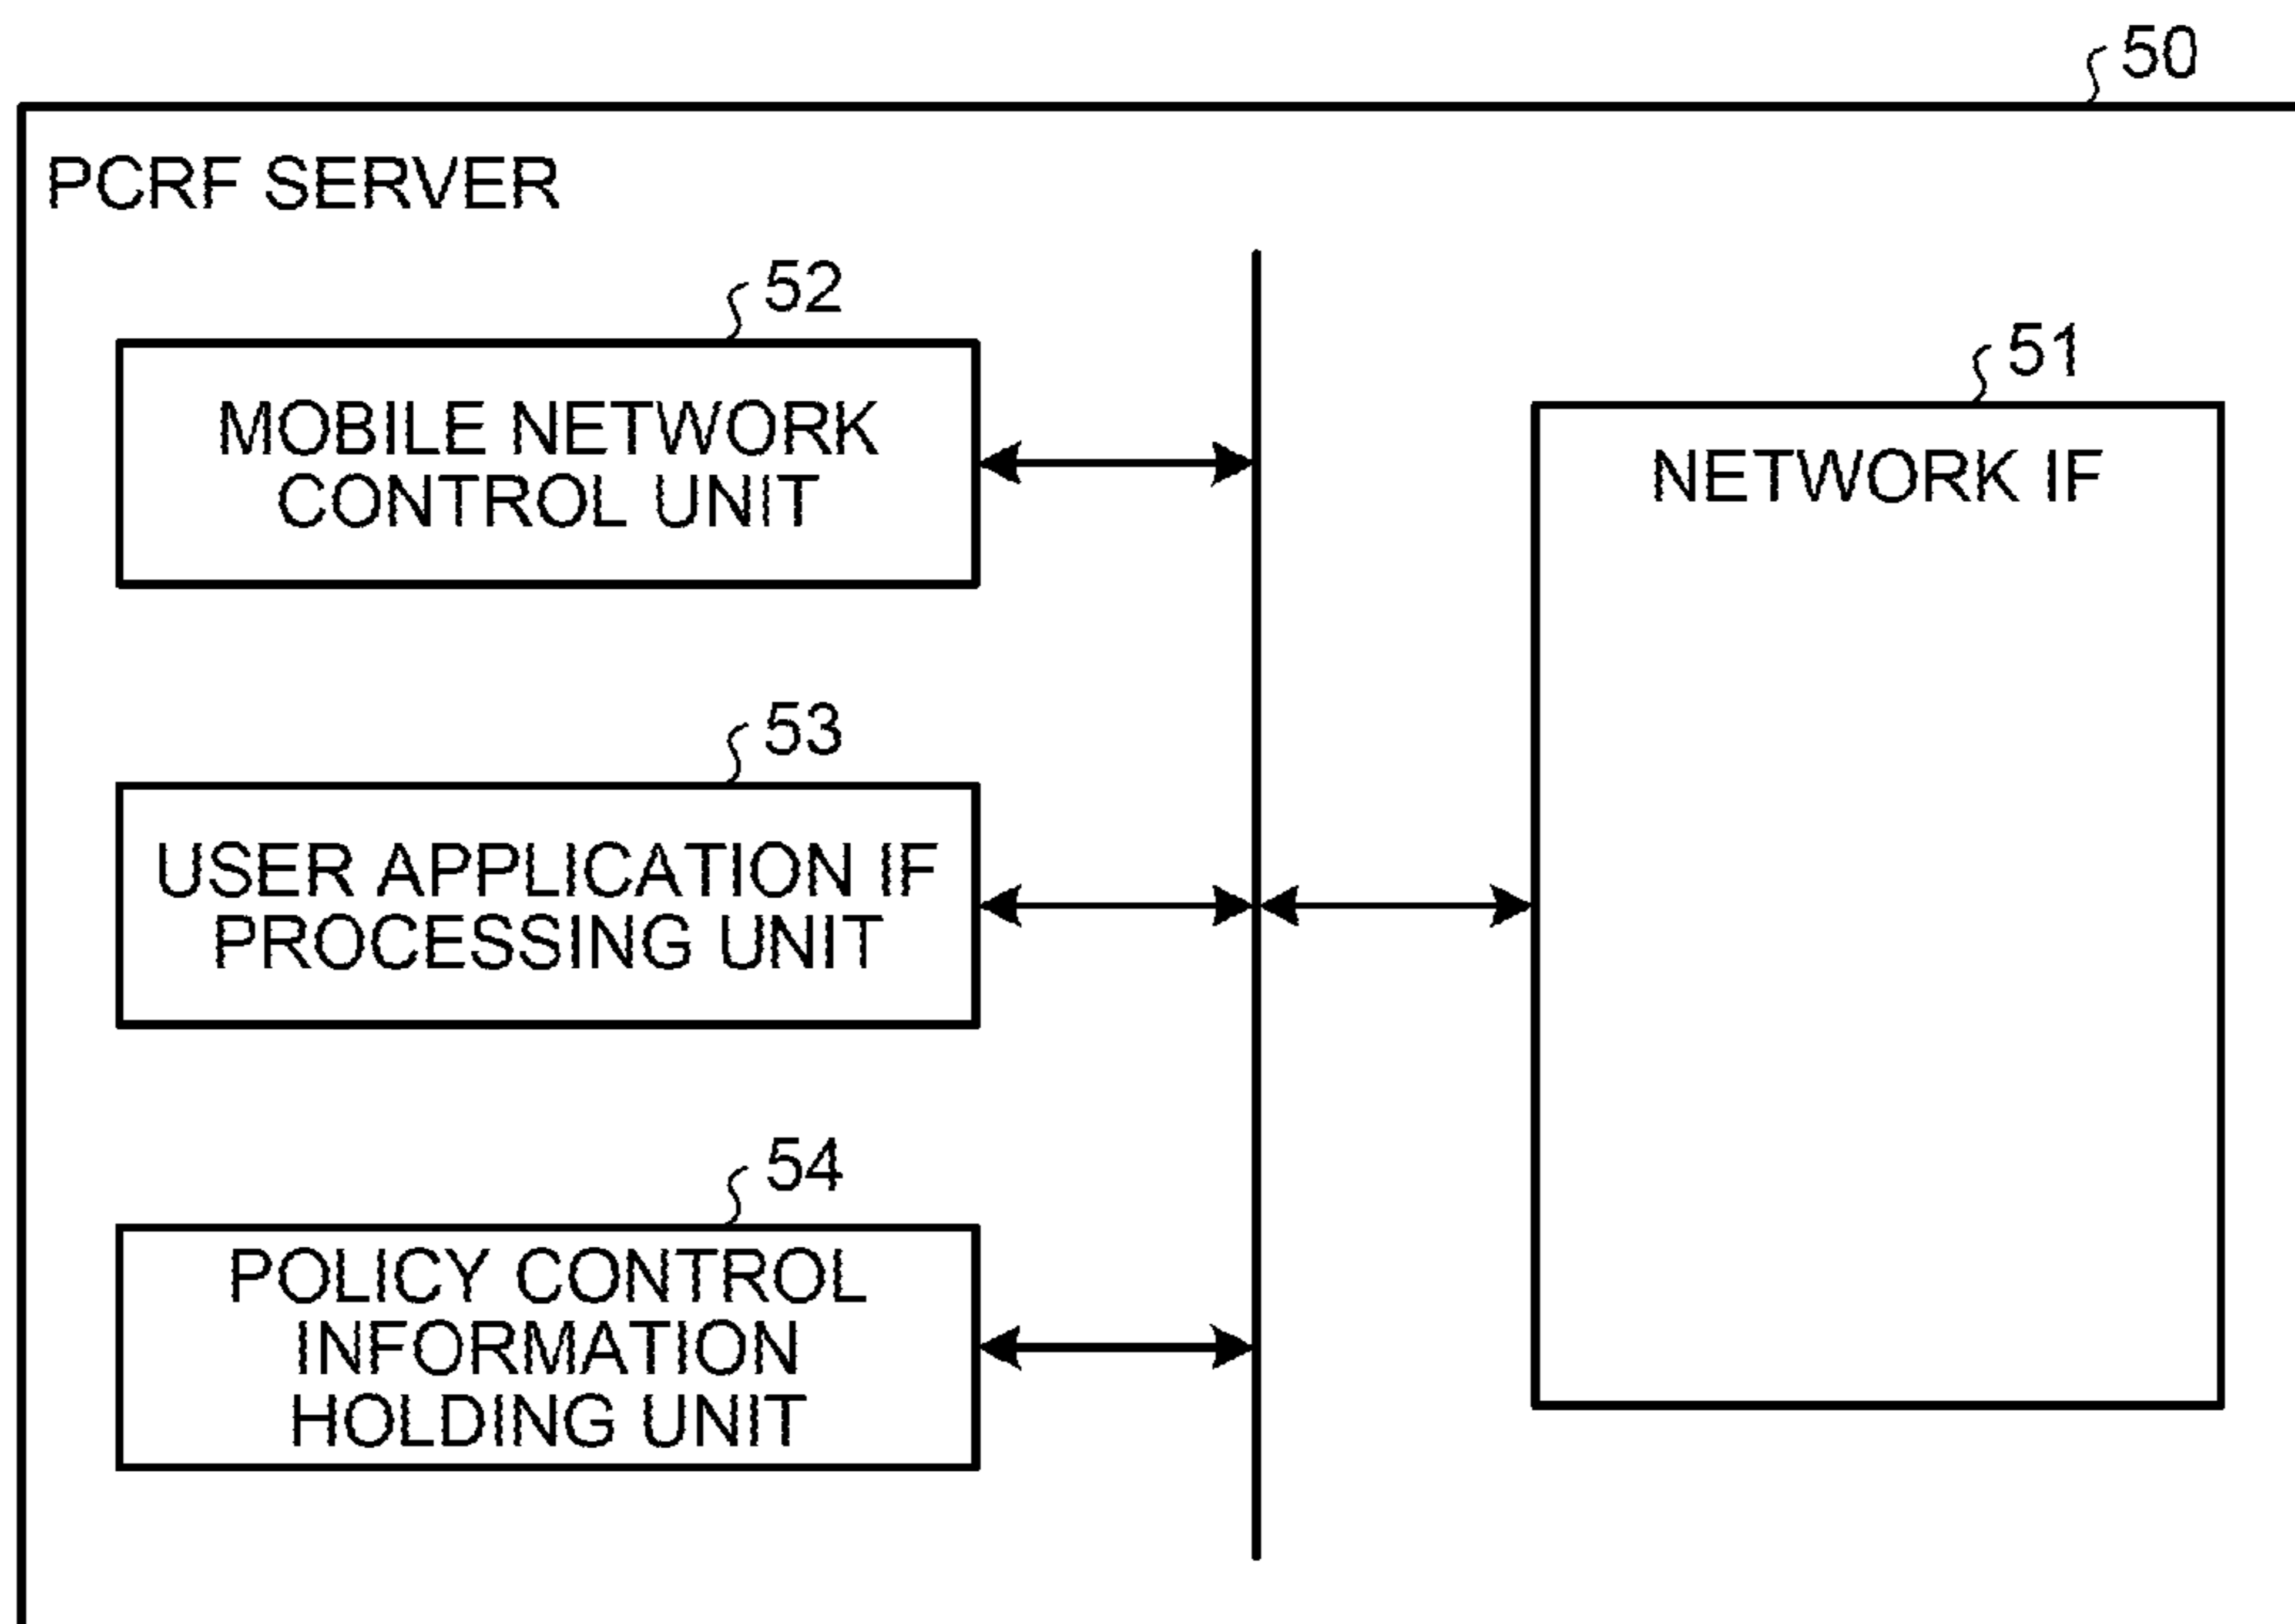 50
PCRF SERVER
52
MOBILE NETWORK
CONTROL UNIT
51
NETWORK IF
53
USER APPLICATION IF
PROCESSING UNIT
54
POLICY CONTROL
INFORMATION
HOLDING UNIT